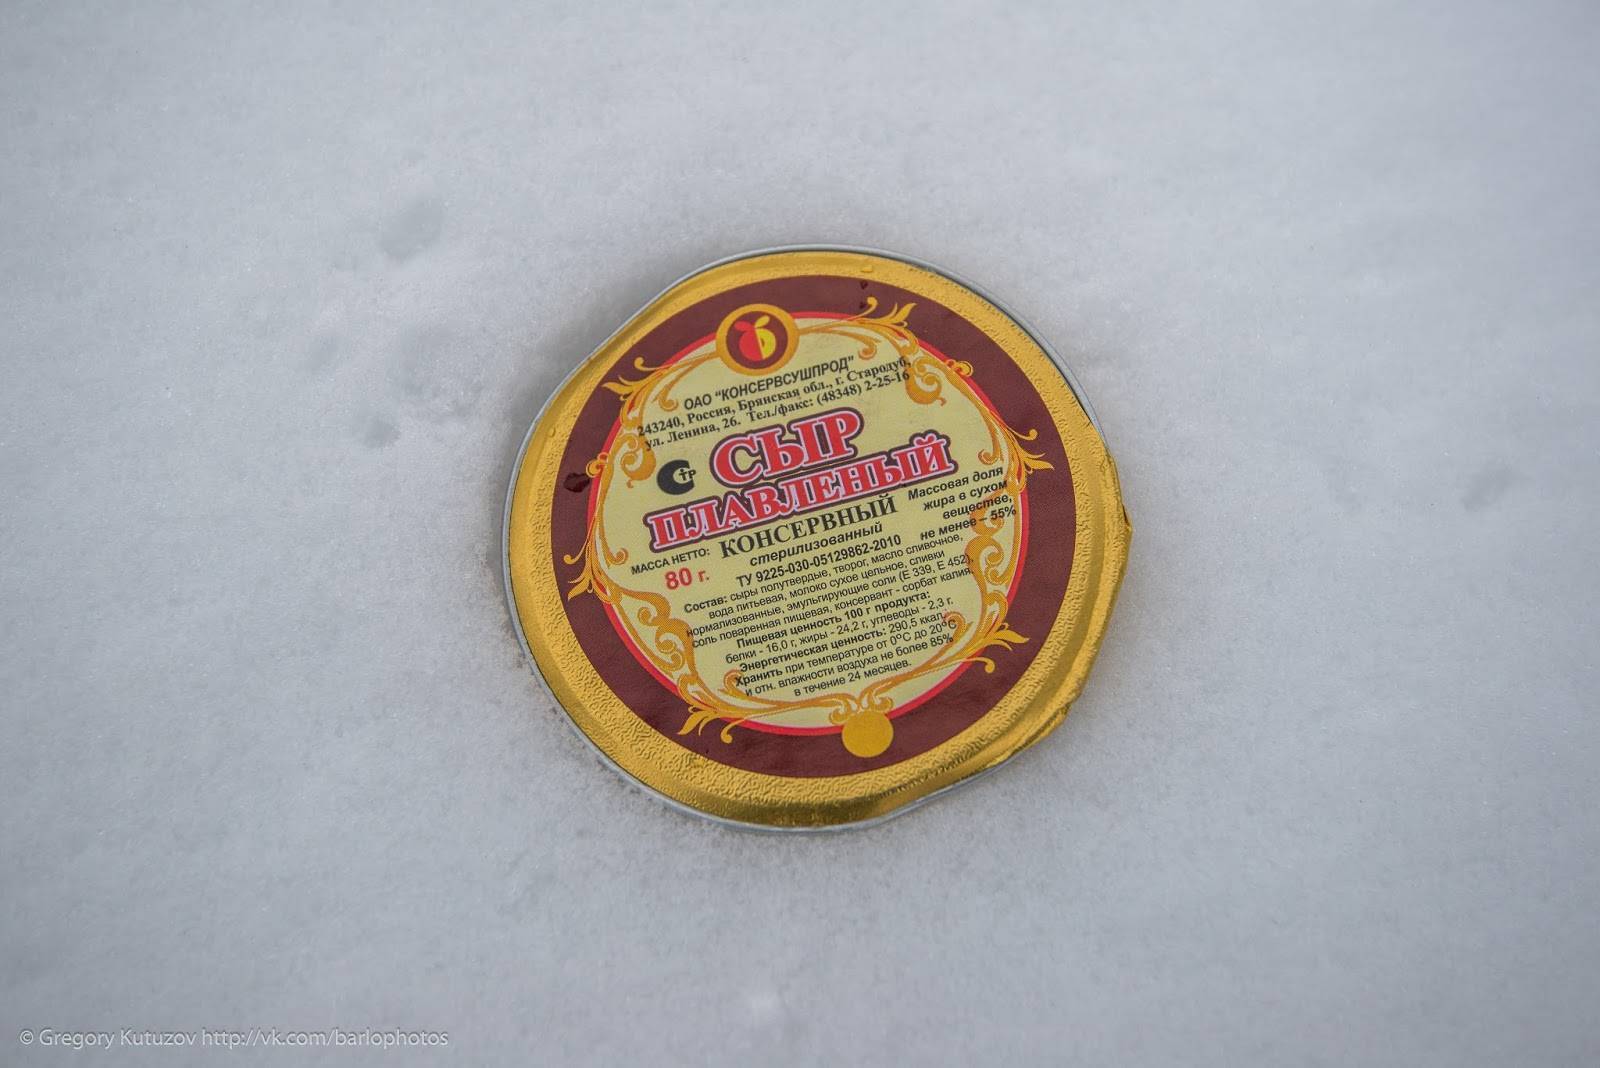 ОАО "КОНСЕРВСУШПРОД"
243240, Россия, Брянская обл., г. Стародуб,
ул. Ленина, 26. Тел./факс: (48348) 2-25-16
СТР
СЫР
ПЛАВЛЕНЫЙ
МАССА НЕТТО:
80 г.
КОНСЕРВНЫЙ
стерилизованный
ТУ 9225-030-05129862-2010
Массовая доля
жира в сухом
веществе,
не менее – 55%
Состав: сыры полутвердые, творог, масло сливочное,
вода питьевая, молоко сухое цельное, сливки
нормализованные, эмульгирующие соли (Е 339, Е 452),
соль поваренная пищевая, консервант - сорбат калия.
Пищевая ценность 100 г продукта:
белки - 16,0 г, жиры - 24,2 г, углеводы - 2,3 г.
Энергетическая ценность: 290,5 ккал.
Хранить при температуре от 0°С до 20°С
и отн. влажности воздуха не более 85%
в течение 24 месяцев.
© Gregory Kutuzov http://vk.com/barlophotos